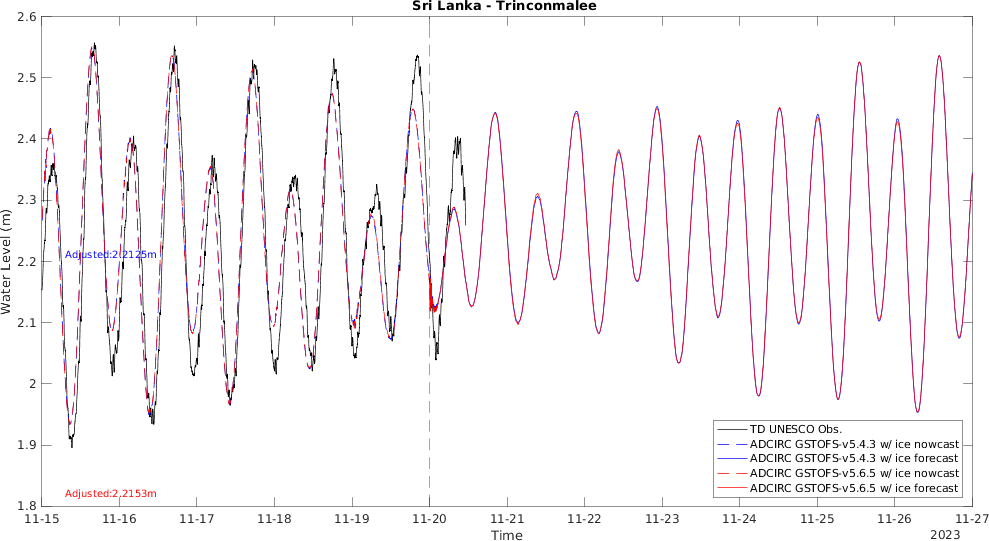 Sri Lanka - Trinconmalee
Water Level (m)
2.6
2.5
2.4
2.3
2.2
2.1
2
1.9
1.8
Adjusted:2.2125m
Adjusted:2.2153m
TD UNESCO Obs.
ADCIRC GSTOFS-v5.4.3 w/ ice nowcast
ADCIRC GSTOFS-v5.4.3 w/ ice forecast
ADCIRC GSTOFS-v5.6.5 w/ ice nowcast
ADCIRC GSTOFS-v5.6.5 w/ ice forecast
11-15 11-16 11-17 11-18 11-19 11-20 11-21 11-22 11-23 11-24 11-25 11-26 11-27
Time
2023